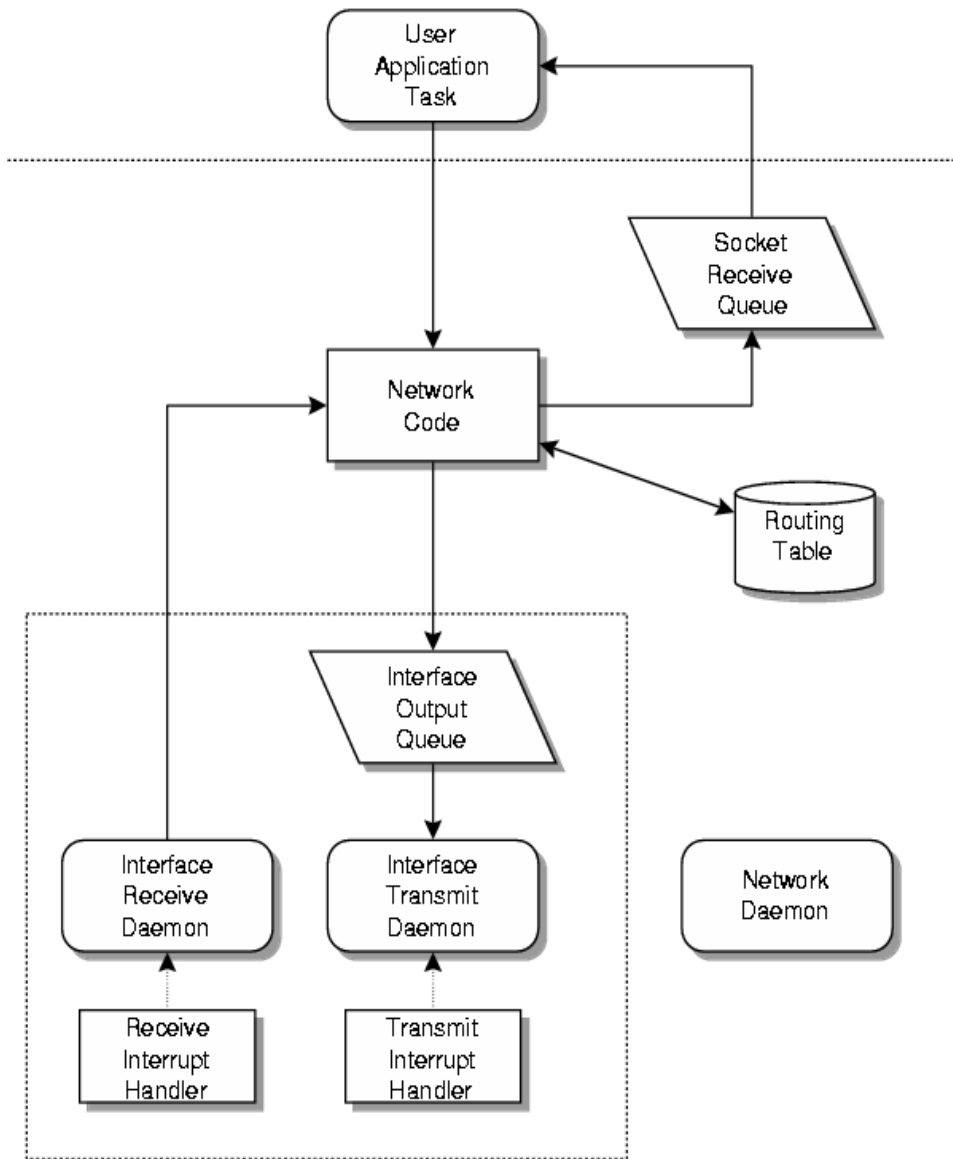 User
Application
Task
Socket
Receive
Queue
Network
Code
Routing
Table
Interface
Output
Queue
Interface
Receive
Daemon
Interface
Transmit
Daemon
Network
Daemon
Receive
Interrupt
Handler
Transmit
Interrupt
Handler